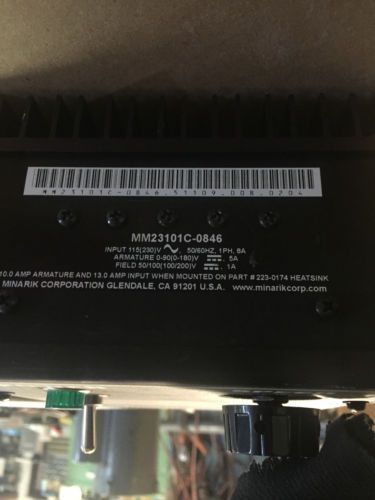 MM23101C-0846.51109.008.0204
MM23101C-0846
INPUT 115(230)V ~, 50/60HZ, 1PH, 8A
ARMATURE 0-90(0-180)V ⎓, 5A
FIELD 50/100(100/200)V ⎓, 1A
10.0 AMP ARMATURE AND 13.0 AMP INPUT WHEN MOUNTED ON PART # 223-0174 HEATSINK
MINARIK CORPORATION GLENDALE, CA 91201 U.S.A. www.minarikcorp.com